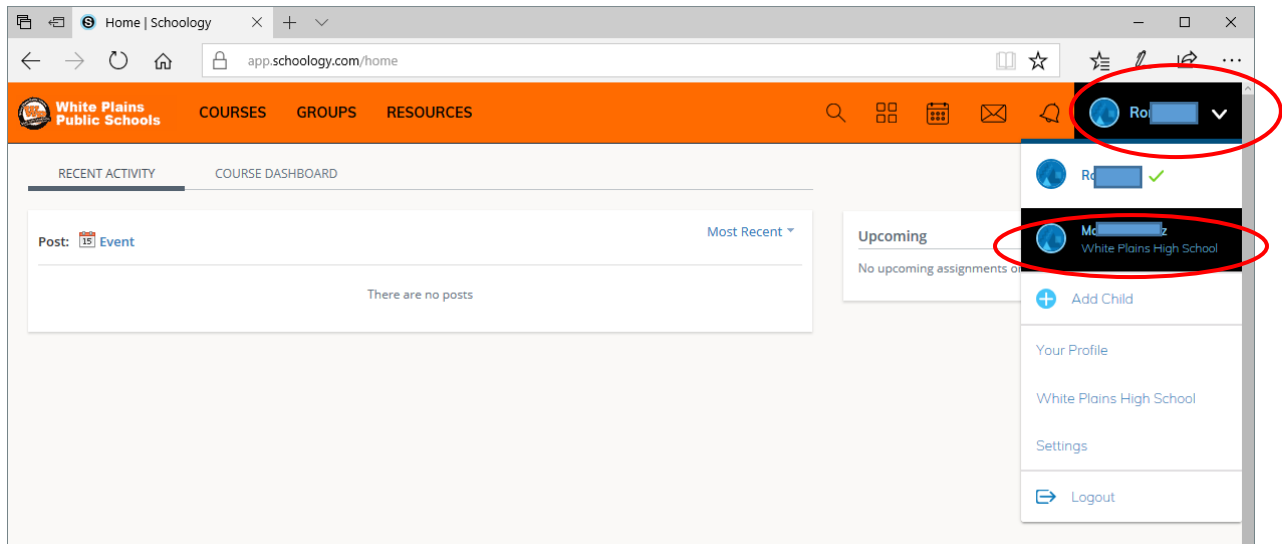 Home | Schoology
app.schoology.com/home
White Plains
Public Schools
COURSES GROUPS RESOURCES
RECENT ACTIVITY COURSE DASHBOARD
Post: 15 Event Most Recent
There are no posts
Upcoming
No upcoming assignments
White Plains High School
Add Child
Your Profile
White Plains High School
Settings
Logout